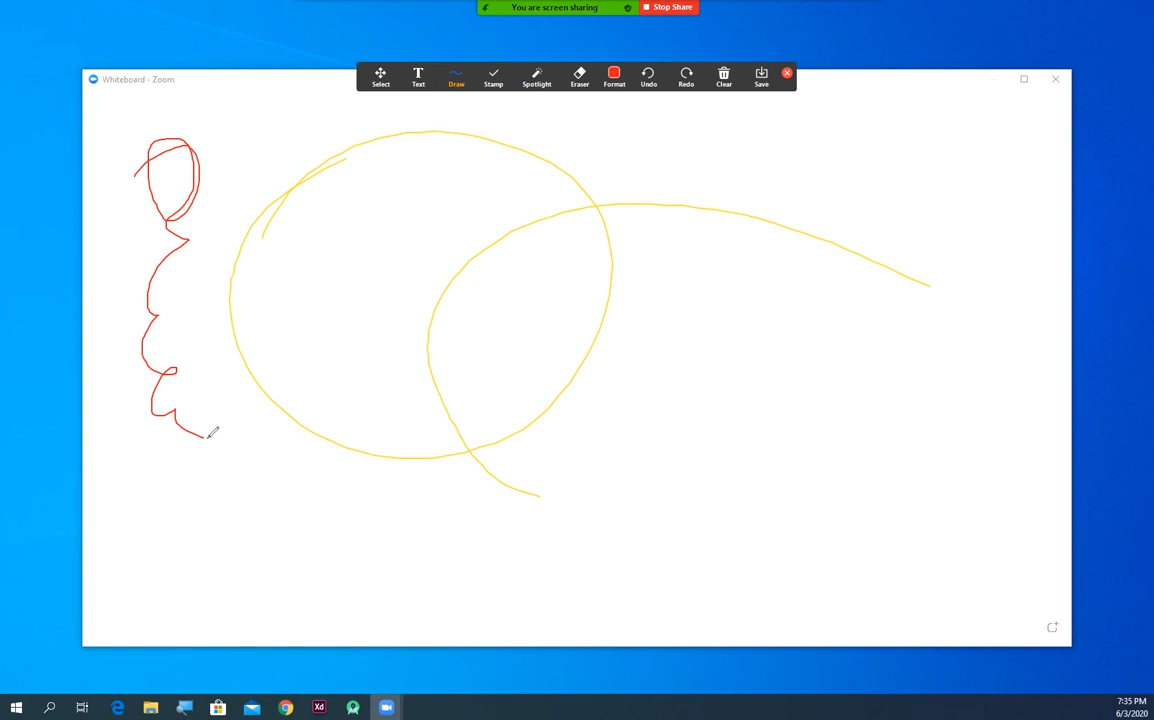 You are screen sharing Stop Share
Whiteboard - Zoom
Select Text Draw Stamp Spotlight Eraser Format Undo Redo Clear Save
Xd
7:35 PM
6/3/2020